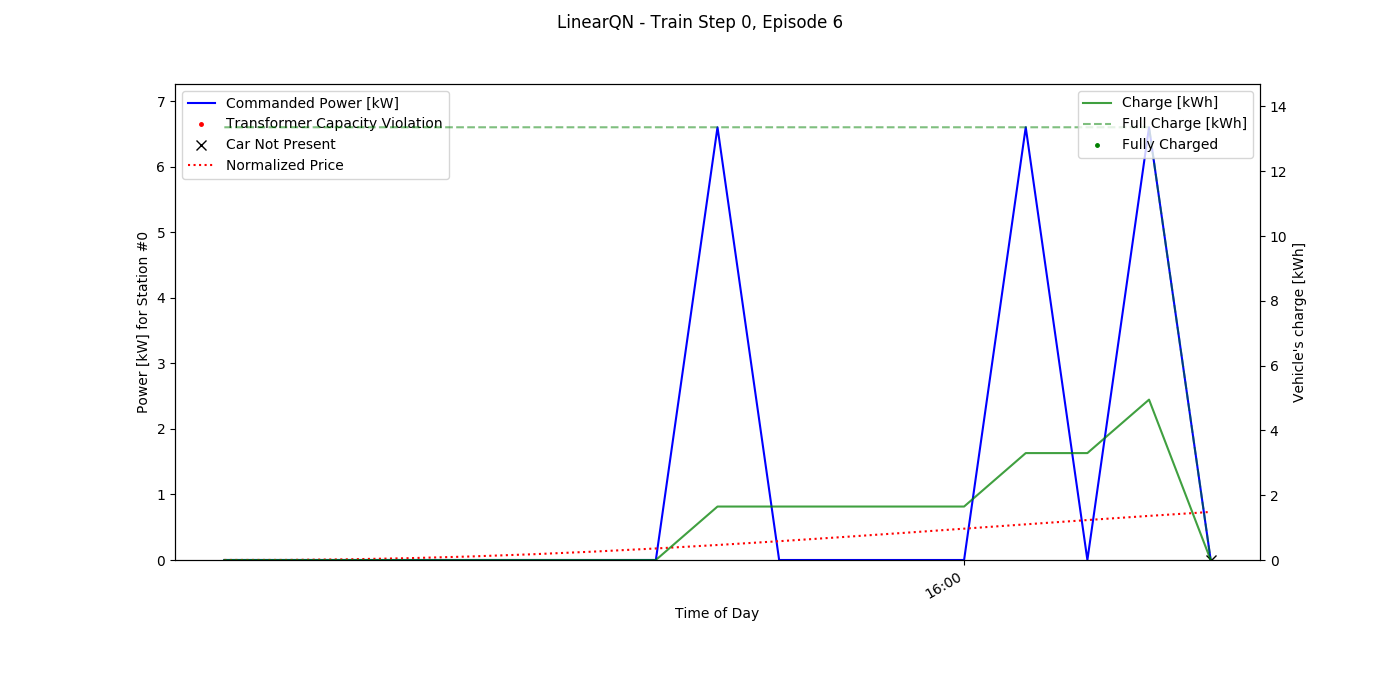 LinearQN - Train Step 0, Episode 6
Commanded Power [kW]
Transformer Capacity Violation
Car Not Present
Normalized Price
Charge [kWh]
Full Charge [kWh]
Fully Charged
7
6
5
4
3
2
1
0
Power [kW] for Station #0
14
12
10
8
6
4
2
0
Vehicle's charge [kWh]
16:00
Time of Day